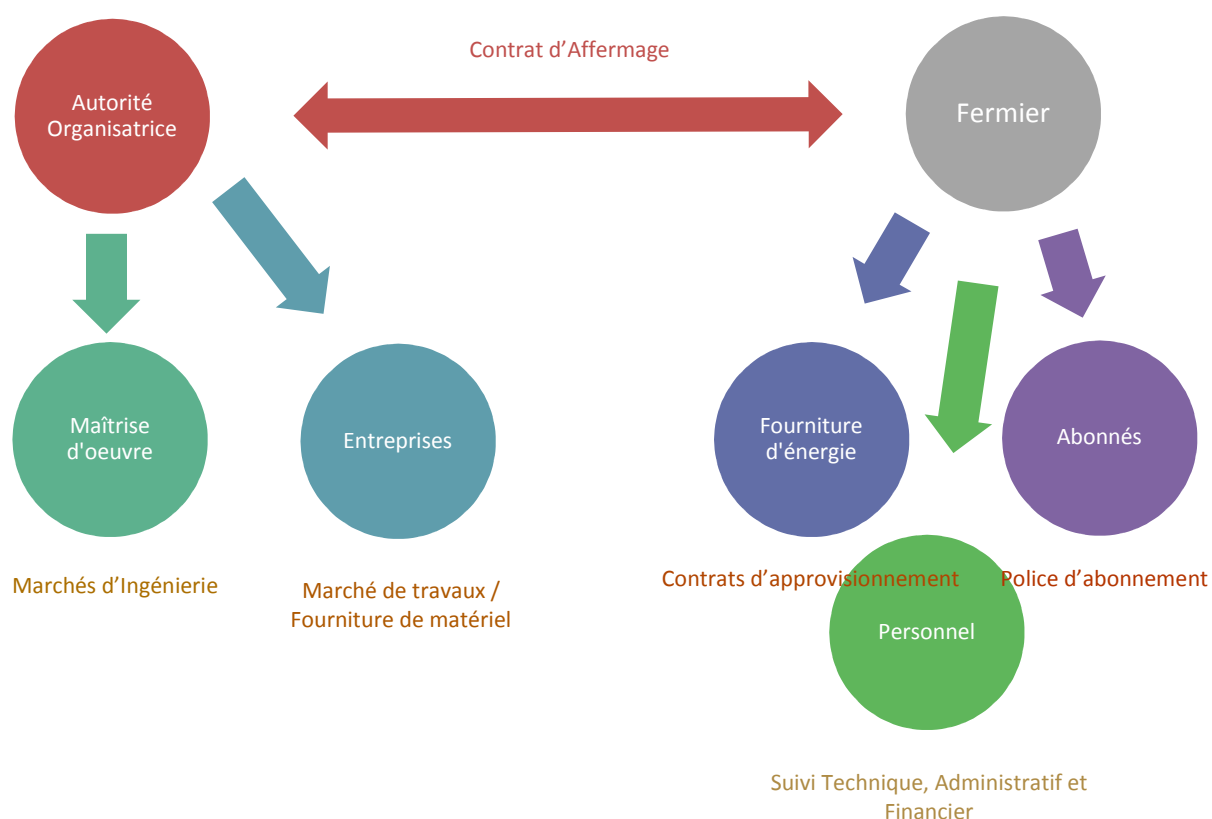 Contrat d’Affermage
Autorité
Organisatrice
Fermier
Maîtrise
d'oeuvre
Entreprises
Fourniture
d'énergie
Abonnés
Marchés d’Ingénierie
Marché de travaux /
Fourniture de matériel
Contrats d’approvisionnement
Police d’abonnement
Personnel
Suivi Technique, Administratif et
Financier